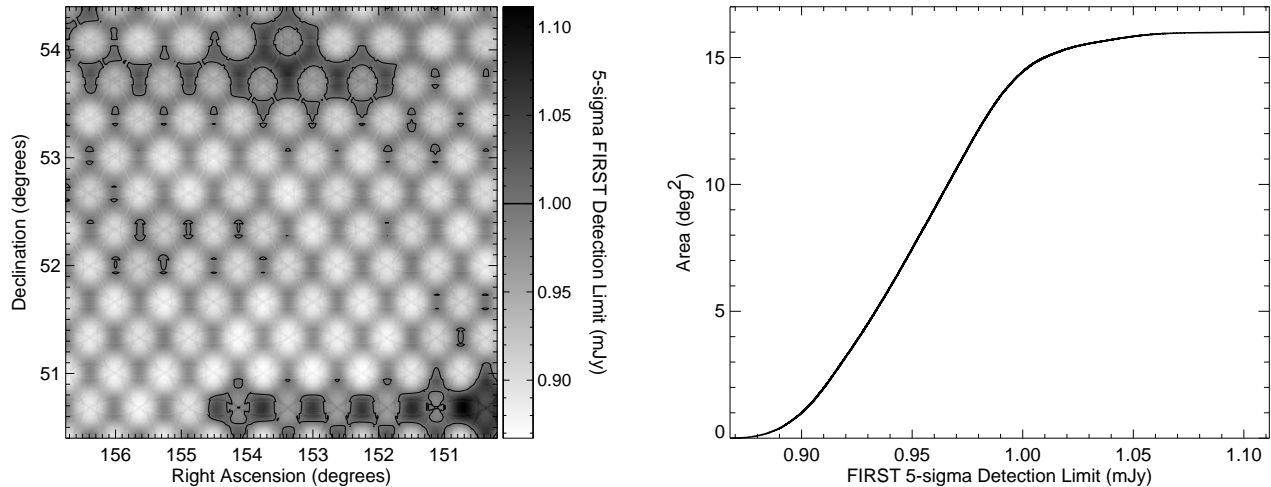 54
53
52
51
Declination (degrees)
156 155 154 153 152 151
Right Ascension (degrees)
1.10
1.05
1.00
0.95
0.90
5-sigma FIRST Detection Limit (mJy)
15
10
5
0
Area (deg²)
0.90 0.95 1.00 1.05 1.10
FIRST 5-sigma Detection Limit (mJy)